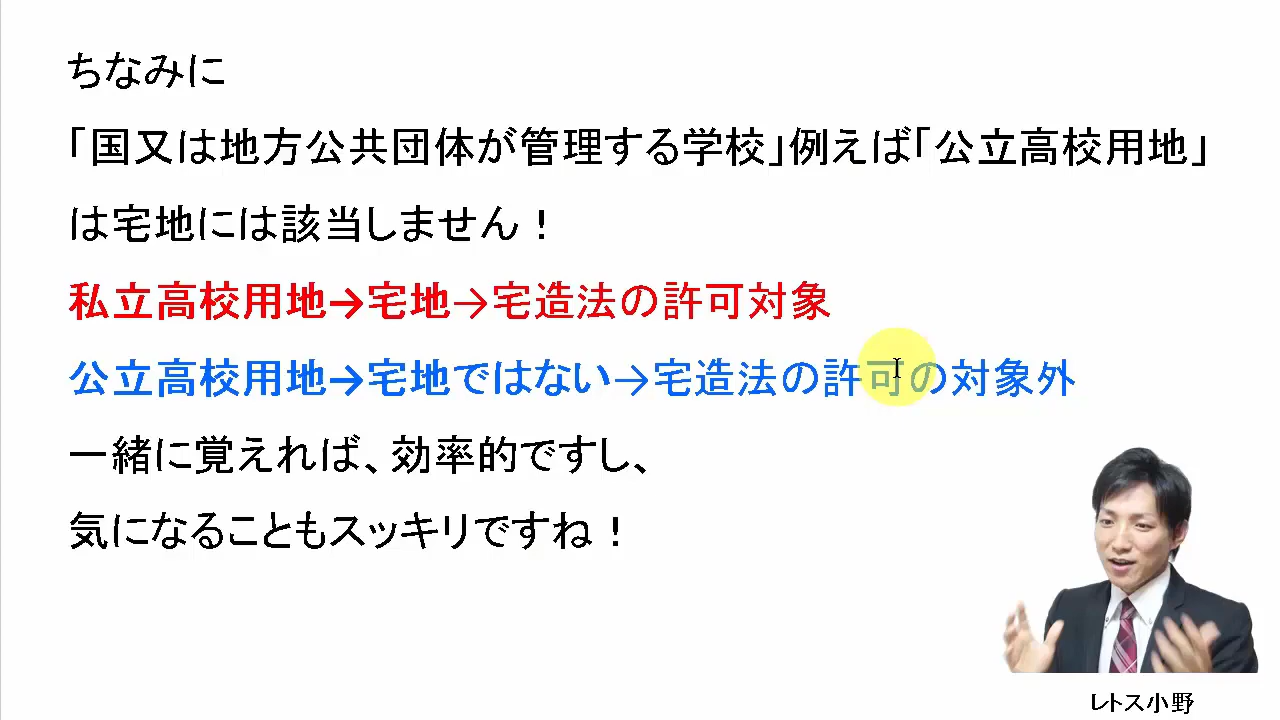 ちなみに
「国又は地方公共団体が管理する学校」例えば「公立高校用地」
は宅地には該当しません！
私立高校用地→宅地→宅造法の許可対象
公立高校用地→宅地ではない→宅造法の許可の対象外
一緒に覚えれば、効率的ですし、
気になることもスッキリですね！
レトス小野